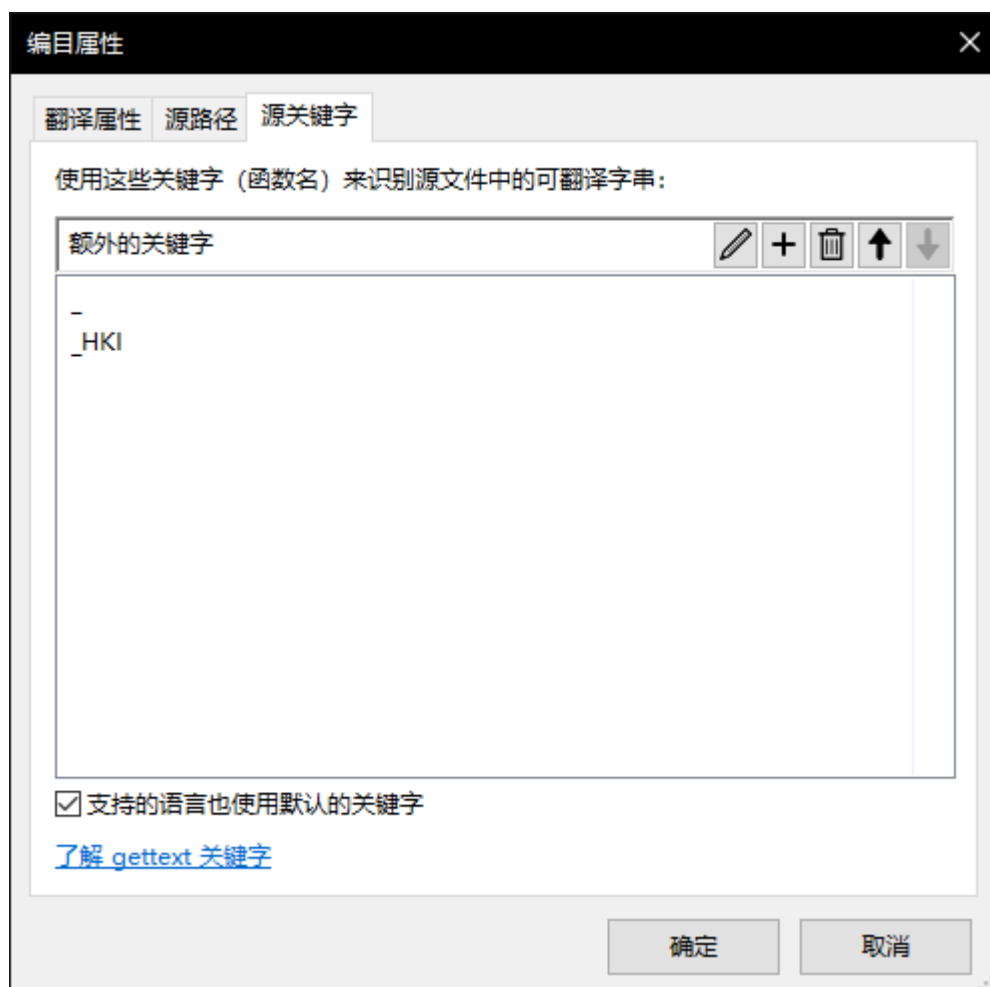 编目属性
翻译属性 源路径 源关键字
使用这些关键字（函数名）来识别源文件中的可翻译字串：
额外的关键字
_
_HKI
支持的语言也使用默认的关键字
了解 gettext 关键字
确定 取消